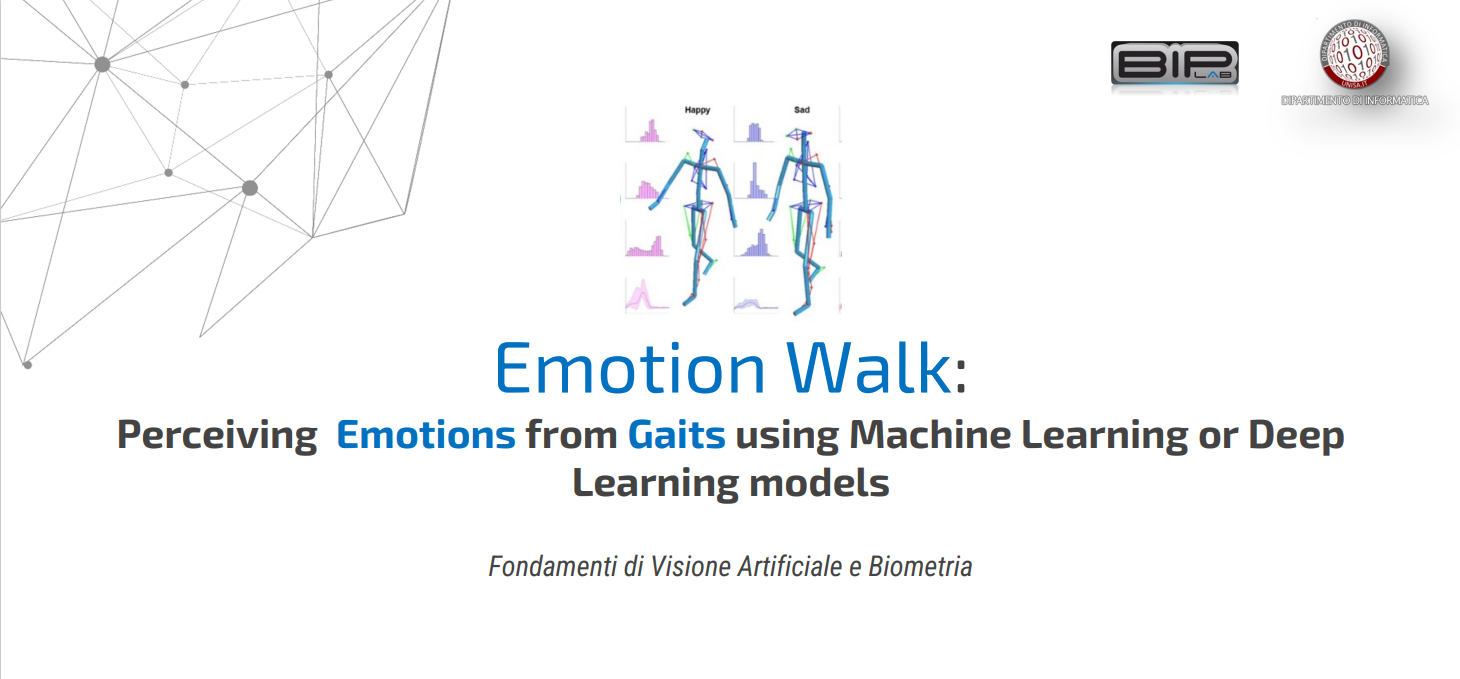 BIP
LAB
DIPARTIMENTO DI INFORMATICA
UNISA.IT
DIPARTIMENTO DI INFORMATICA
Happy
Sad
Emotion Walk:
Perceiving Emotions from Gaits using Machine Learning or Deep
Learning models
Fondamenti di Visione Artificiale e Biometria